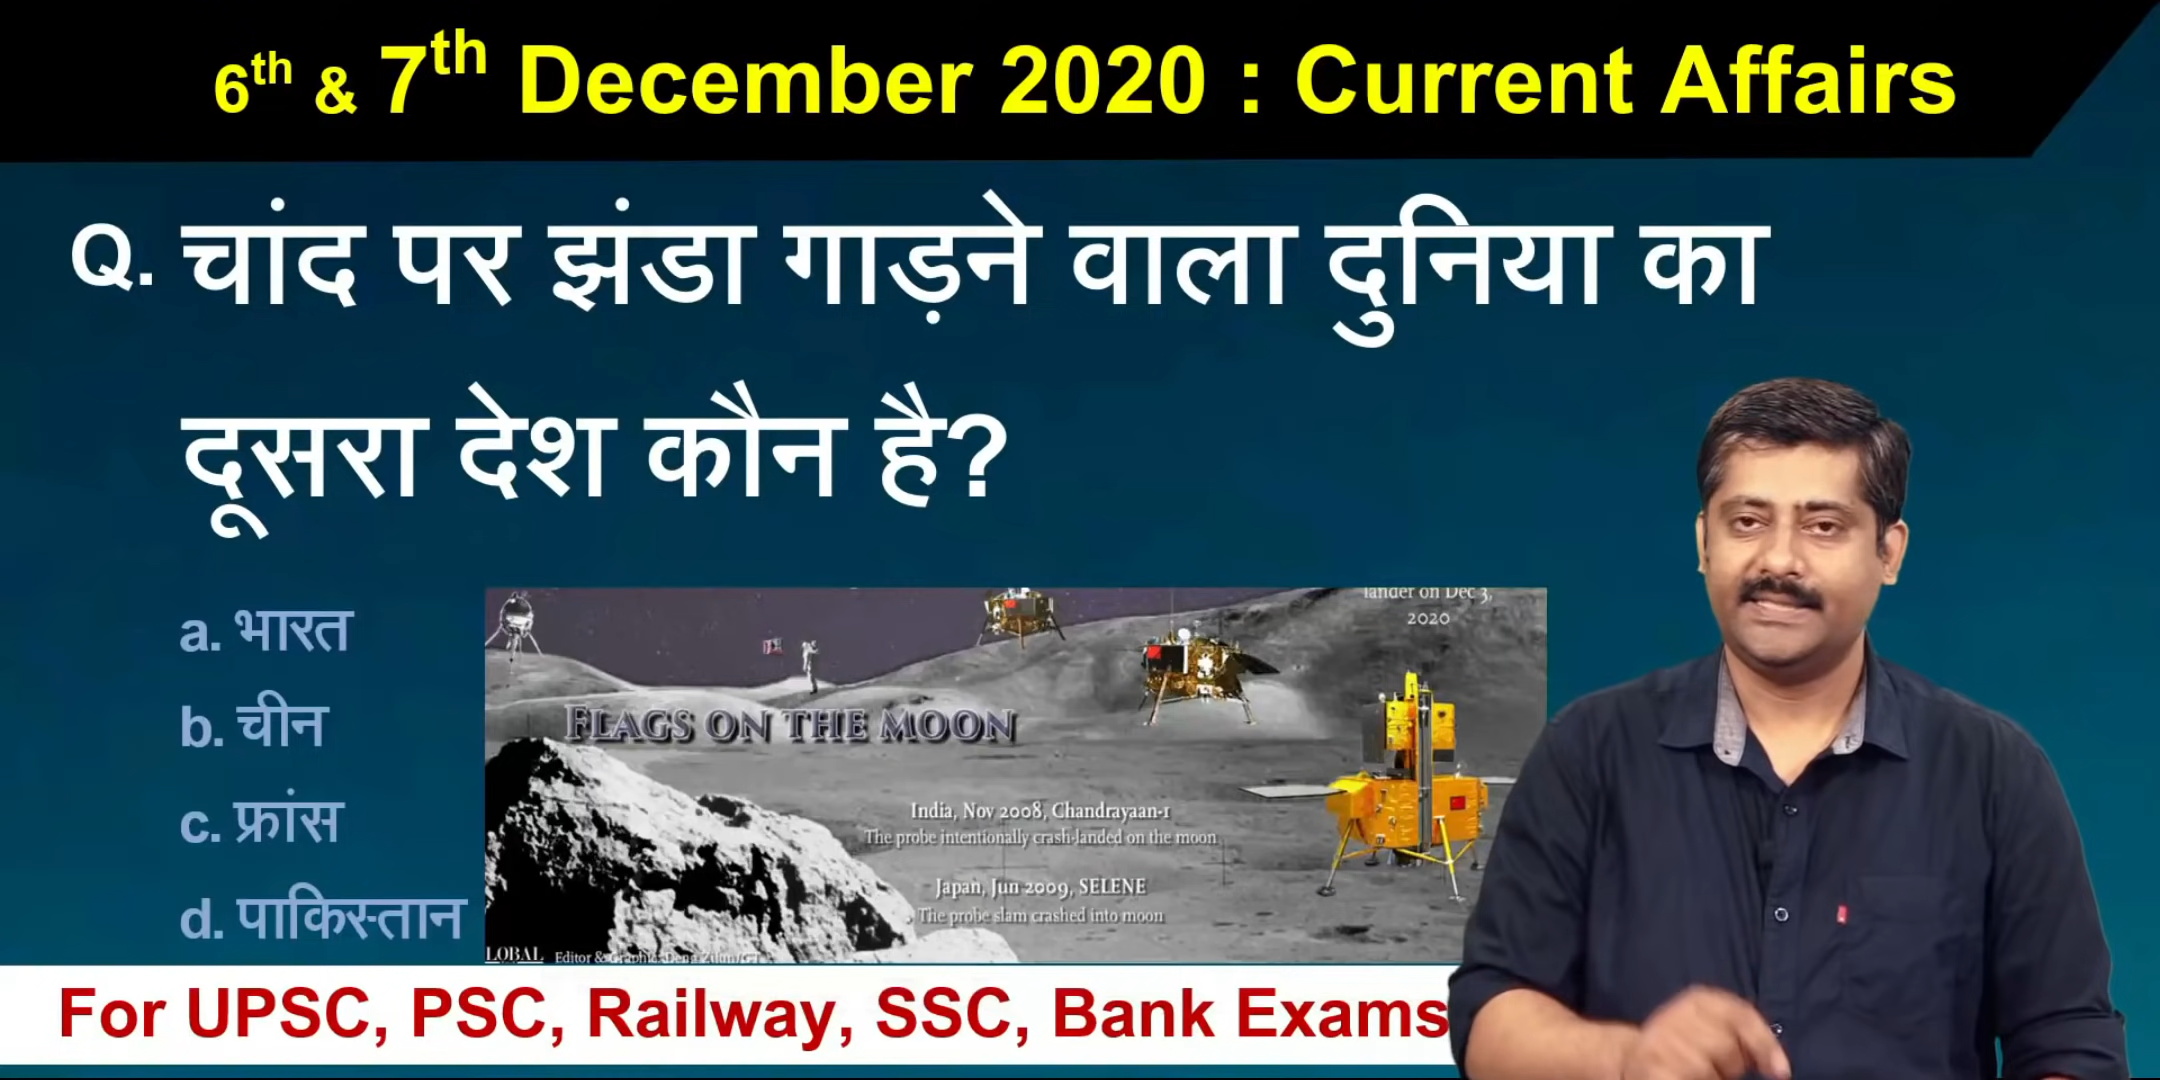 6th & 7th December 2020 : Current Affairs
Q. चांद पर झंडा गाड़ने वाला दुनिया का
दूसरा देश कौन है?
a. भारत
b. चीन
c. फ्रांस
d. पाकिस्तान
lander on Dec 3,
2020
FLAGS ON THE MOON
India, Nov 2008, Chandrayaan-1
The probe intentionally crash-landed on the moon
Japan, Jun 2009, SELENE
The probe slam crashed into moon
LOBAL Editor &
For UPSC, PSC, Railway, SSC, Bank Exams